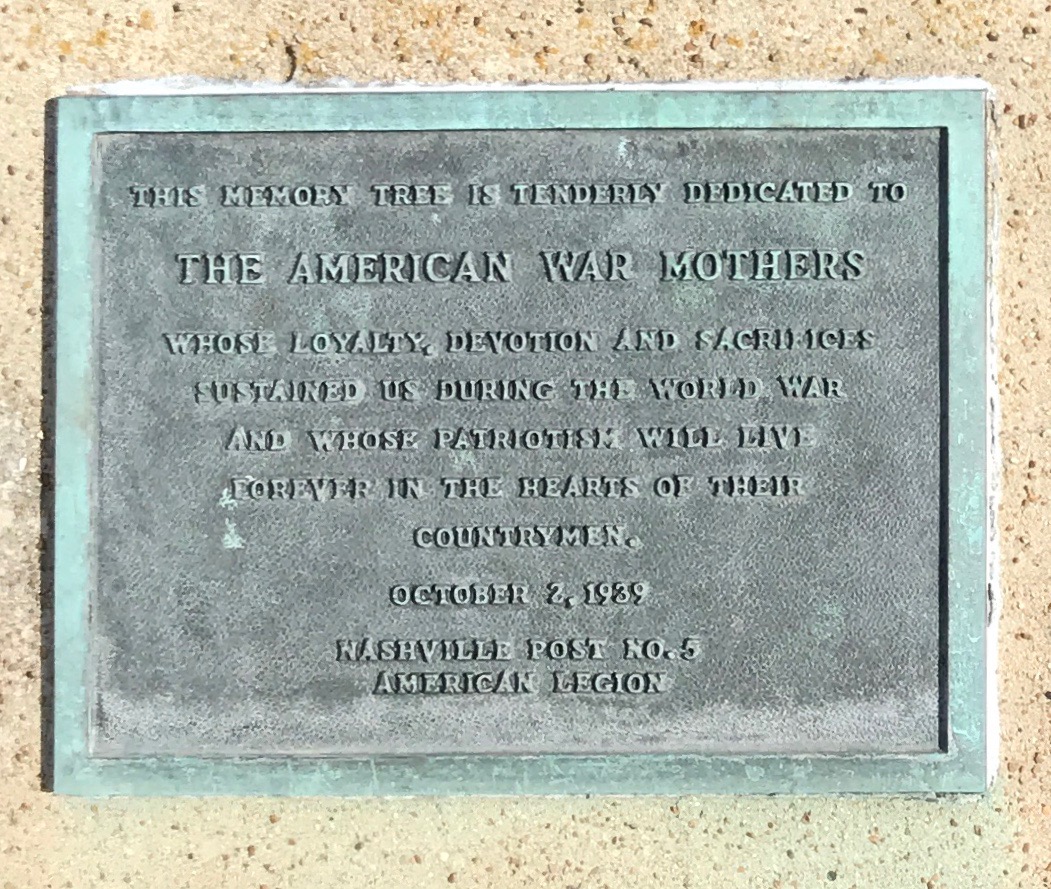 THIS MEMORY TREE IS TENDERLY DEDICATED TO
THE AMERICAN WAR MOTHERS
WHOSE LOYALTY, DEVOTION AND SACRIFICES
SUSTAINED US DURING THE WORLD WAR
AND WHOSE PATRIOTISM WILL LIVE
FOREVER IN THE HEARTS OF THEIR
COUNTRYMEN.
OCTOBER 2, 1939
NASHVILLE POST NO. 5
AMERICAN LEGION